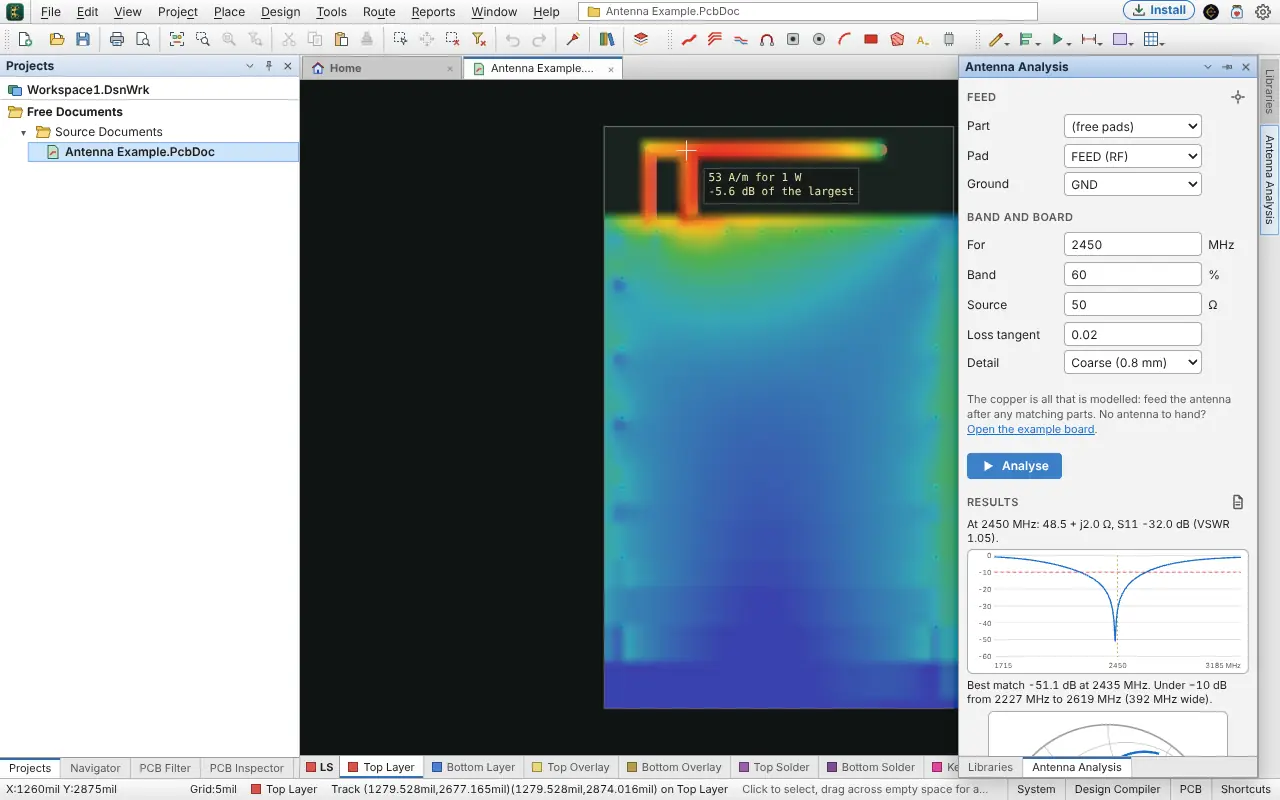 File Edit View Project Place Design Tools Route Reports Window Help
Antenna Example.PcbDoc
Install
Projects
Workspace1.DsnWrk
Free Documents
Source Documents
Antenna Example.PcbDoc
Home
Antenna Example....
53 A/m for 1 W
-5.6 dB of the largest
Antenna Analysis
FEED
Part (free pads)
Pad FEED (RF)
Ground GND
BAND AND BOARD
For 2450 MHz
Band 60 %
Source 50 Ω
Loss tangent 0.02
Detail Coarse (0.8 mm)
The copper is all that is modelled: feed the antenna
after any matching parts. No antenna to hand?
Open the example board.
Analyse
RESULTS
At 2450 MHz: 48.5 + j2.0 Ω, S11 -32.0 dB (VSWR
1.05).
0
-10
-20
-30
-40
-50
-60
1715 2450 3185 MHz
Best match -51.1 dB at 2435 MHz. Under −10 dB
from 2227 MHz to 2619 MHz (392 MHz wide).
Libraries
Antenna Analysis
Projects Navigator PCB Filter PCB Inspector
LS Top Layer Bottom Layer Top Overlay Bottom Overlay Top Solder Bottom Solder Ke
Libraries Antenna Analysis
X:1260mil Y:2875mil Grid:5mil Top Layer Track (1279.528mil,2677.165mil)(1279.528mil,2874.016mil) on Top Layer Click to select, drag across empty space for a... System Design Compiler PCB Shortcuts